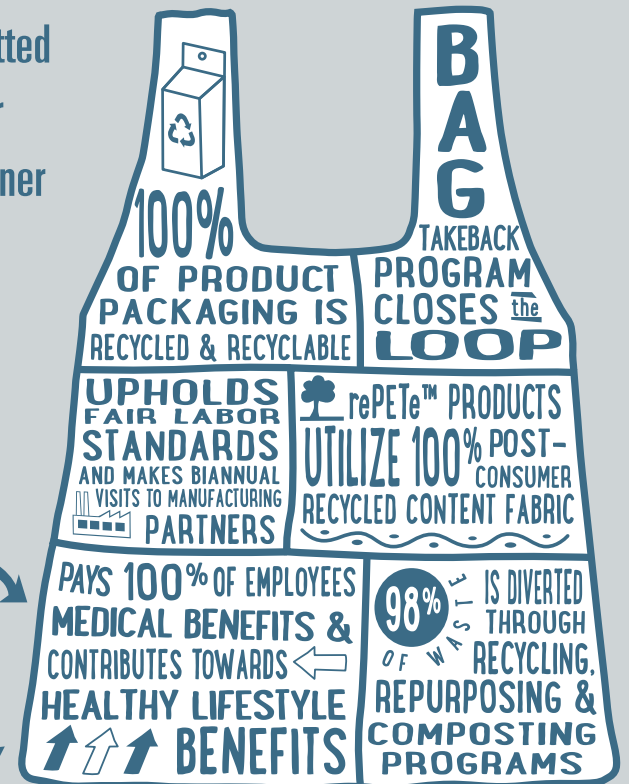 tted
r
ner
100%
OF PRODUCT
PACKAGING IS
RECYCLED & RECYCLABLE
BAG
TAKEBACK
PROGRAM
CLOSES the
LOOP
UPHOLDS
FAIR LABOR
STANDARDS
AND MAKES BIANNUAL
VISITS TO MANUFACTURING
PARTNERS
rePETe™ PRODUCTS
UTILIZE 100% POST-
CONSUMER
RECYCLED CONTENT FABRIC
PAYS 100% OF EMPLOYEES
MEDICAL BENEFITS &
CONTRIBUTES TOWARDS
HEALTHY LIFESTYLE
BENEFITS
98%
OF WASTE
IS DIVERTED
THROUGH
RECYCLING,
REPURPOSING &
COMPOSTING
PROGRAMS